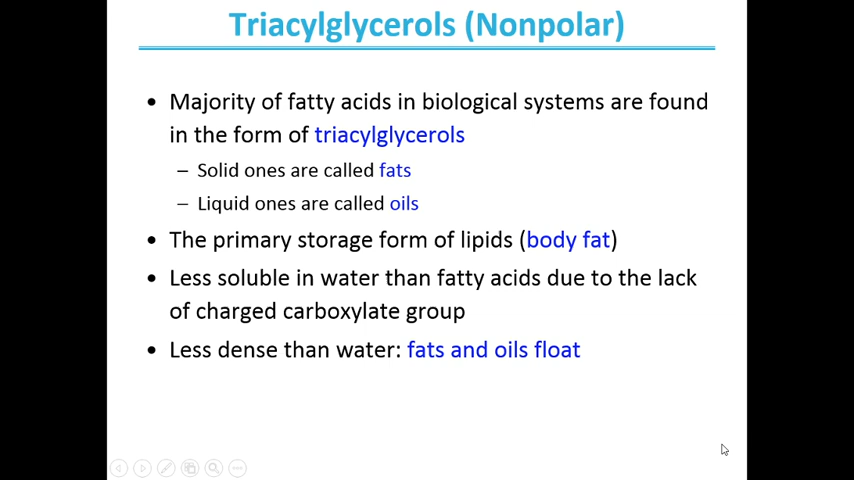 Triacylglycerols (Nonpolar)
• Majority of fatty acids in biological systems are found
in the form of triacylglycerols
– Solid ones are called fats
– Liquid ones are called oils
• The primary storage form of lipids (body fat)
• Less soluble in water than fatty acids due to the lack
of charged carboxylate group
• Less dense than water: fats and oils float